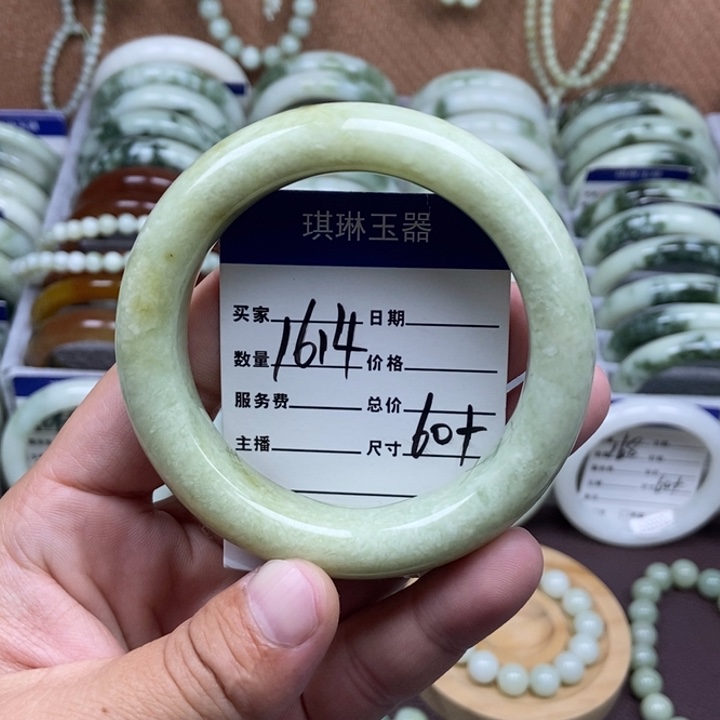 琪琳玉器
买家 1614 日期
数量 价格
服务费 总价
主播 尺寸 60+